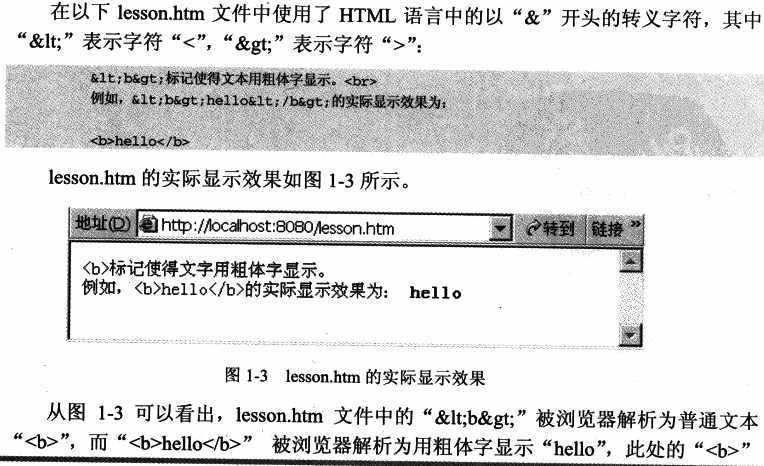 在以下 lesson.htm 文件中使用了 HTML 语言中的以“&”开头的转义字符，其中
“&lt;”表示字符“<”，“&gt;”表示字符“>”：
&lt;b&gt;标记使得文本用粗体字显示。<br>
例如，&lt;b&gt;hello&lt;/b&gt;的实际显示效果为：
<b>hello</b>
lesson.htm 的实际显示效果如图 1-3 所示。
地址(D) http://localhost:8080/lesson.htm 转到 链接 »
<b>标记使得文字用粗体字显示。
例如，<b>hello</b>的实际显示效果为： hello
图 1-3 lesson.htm 的实际显示效果
从图 1-3 可以看出，lesson.htm 文件中的“&lt;b&gt;”被浏览器解析为普通文本
“<b>”，而“<b>hello</b>” 被浏览器解析为用粗体字显示“hello”，此处的“<b>”